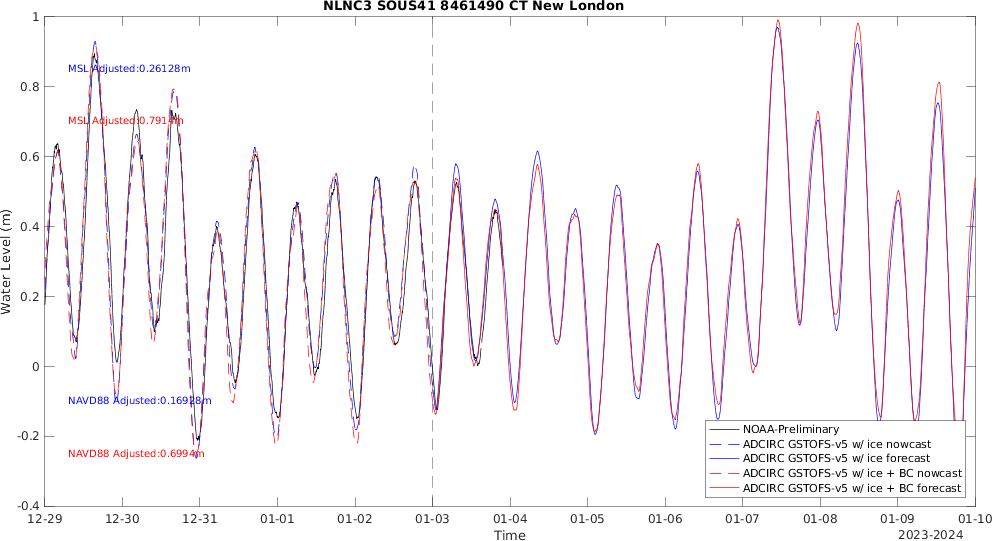 NLNC3 SOUS41 8461490 CT New London
MSL Adjusted:0.26128m
MSL Adjusted:0.7914m
NAVD88 Adjusted:0.16928m
NAVD88 Adjusted:0.6994m
Water Level (m)
1
0.8
0.6
0.4
0.2
0
-0.2
-0.4
12-29 12-30 12-31 01-01 01-02 01-03 01-04 01-05 01-06 01-07 01-08 01-09 01-10
Time
2023-2024
NOAA-Preliminary
ADCIRC GSTOFS-v5 w/ ice nowcast
ADCIRC GSTOFS-v5 w/ ice forecast
ADCIRC GSTOFS-v5 w/ ice + BC nowcast
ADCIRC GSTOFS-v5 w/ ice + BC forecast